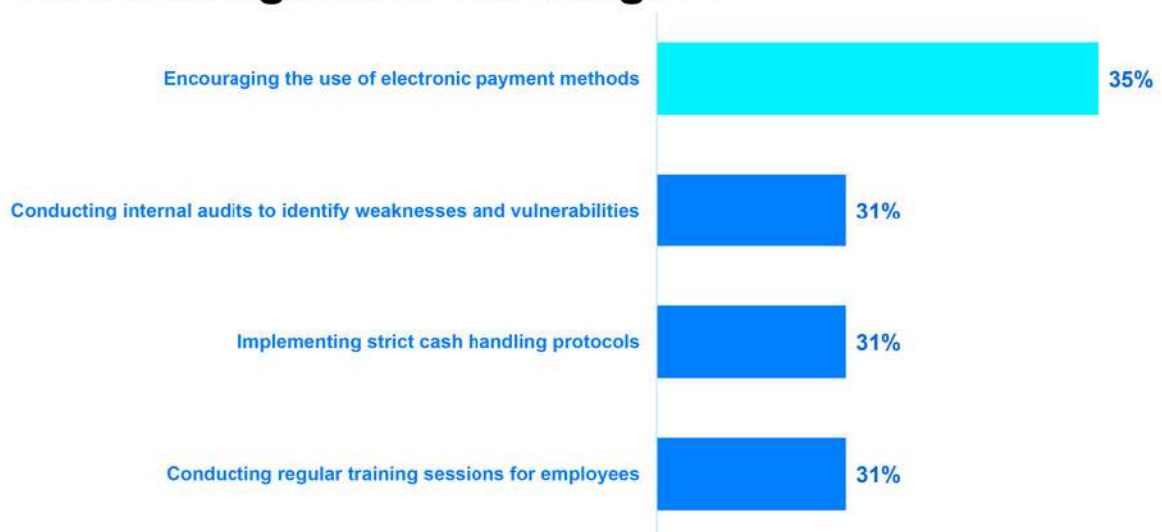 Encouraging the use of electronic payment methods
35%
Conducting internal audits to identify weaknesses and vulnerabilities
31%
Implementing strict cash handling protocols
31%
Conducting regular training sessions for employees
31%